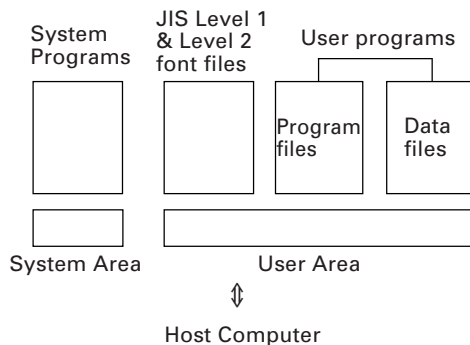 System
Programs
JIS Level 1
& Level 2
font files
User programs
Program
files
Data
files
System Area
User Area
Host Computer